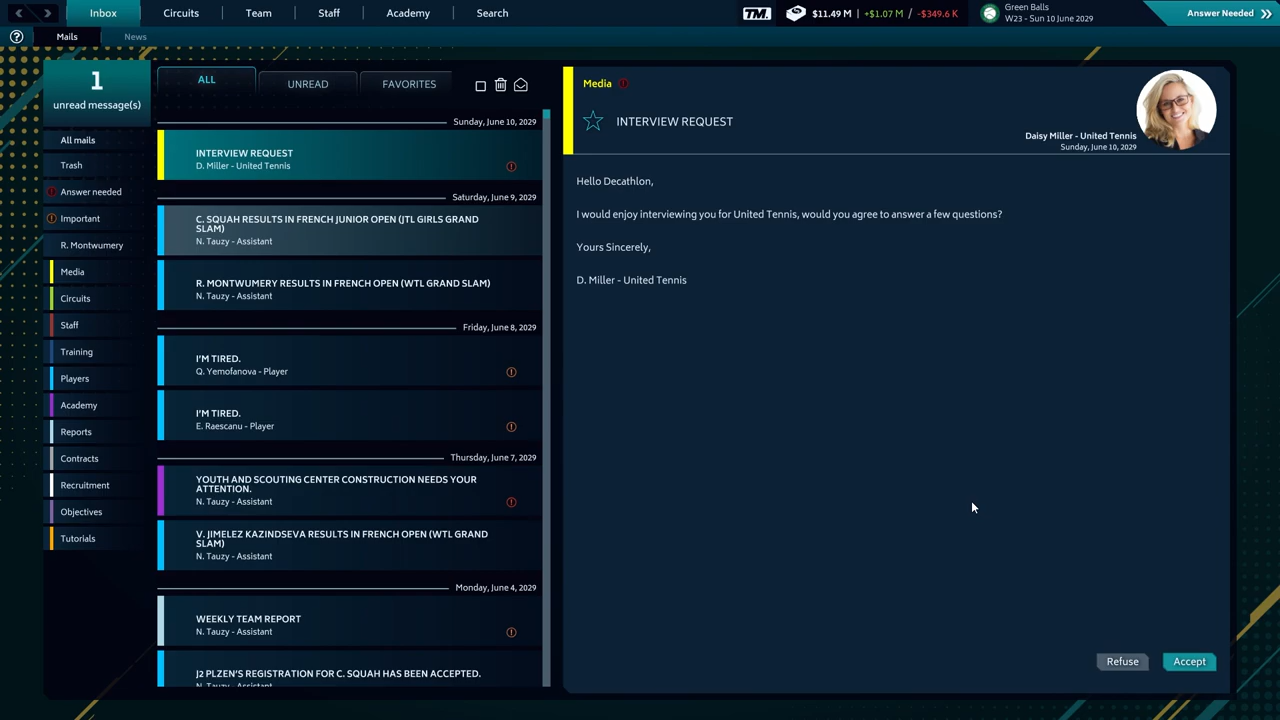 Inbox
Circuits
Team
Staff
Academy
Search
TM.
$11.49 M / +$1.07 M / -$349.6 K
Green Balls
W23 - Sun 10 June 2029
Answer Needed
?
Mails
News
1
unread message(s)
All mails
Trash
Answer needed
Important
R. Montwumery
Media
Circuits
Staff
Training
Players
Academy
Reports
Contracts
Recruitment
Objectives
Tutorials
ALL
UNREAD
FAVORITES
Sunday, June 10, 2029
INTERVIEW REQUEST
D. Miller - United Tennis
Saturday, June 9, 2029
C. SQUAH RESULTS IN FRENCH JUNIOR OPEN (JTL GIRLS GRAND
SLAM)
N. Tauzy - Assistant
R. MONTWUMERY RESULTS IN FRENCH OPEN (WTL GRAND SLAM)
N. Tauzy - Assistant
Friday, June 8, 2029
I'M TIRED.
Q. Yemofanova - Player
I'M TIRED.
E. Raescanu - Player
Thursday, June 7, 2029
YOUTH AND SCOUTING CENTER CONSTRUCTION NEEDS YOUR
ATTENTION.
N. Tauzy - Assistant
V. JIMELEZ KAZINDSEVA RESULTS IN FRENCH OPEN (WTL GRAND
SLAM)
N. Tauzy - Assistant
Monday, June 4, 2029
WEEKLY TEAM REPORT
N. Tauzy - Assistant
J2 PLZEN'S REGISTRATION FOR C. SQUAH HAS BEEN ACCEPTED.
N. Tauzy - Assistant
Media
INTERVIEW REQUEST
Daisy Miller - United Tennis
Sunday, June 10, 2029
Hello Decathlon,
I would enjoy interviewing you for United Tennis, would you agree to answer a few questions?
Yours Sincerely,
D. Miller - United Tennis
Refuse
Accept